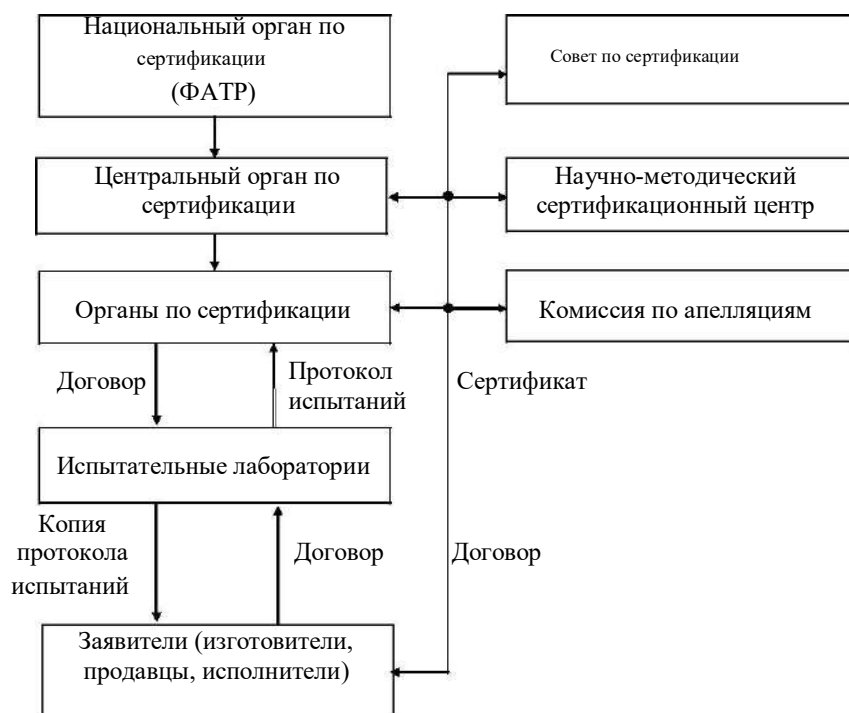 Национальный орган по
сертификации
(ФАТР)
Совет по сертификации
Центральный орган по
сертификации
Научно-методический
сертификационный центр
Органы по сертификации
Комиссия по апелляциям
Договор
Протокол
испытаний
Сертификат
Испытательные лаборатории
Копия
протокола
испытаний
Договор
Договор
Заявители (изготовители,
продавцы, исполнители)